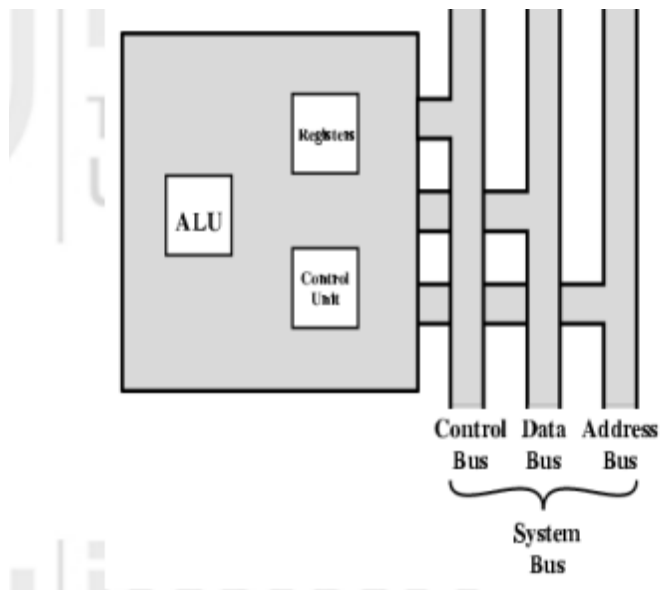 Registers
ALU
Control
Unit
Control Data Address
Bus Bus Bus
System
Bus